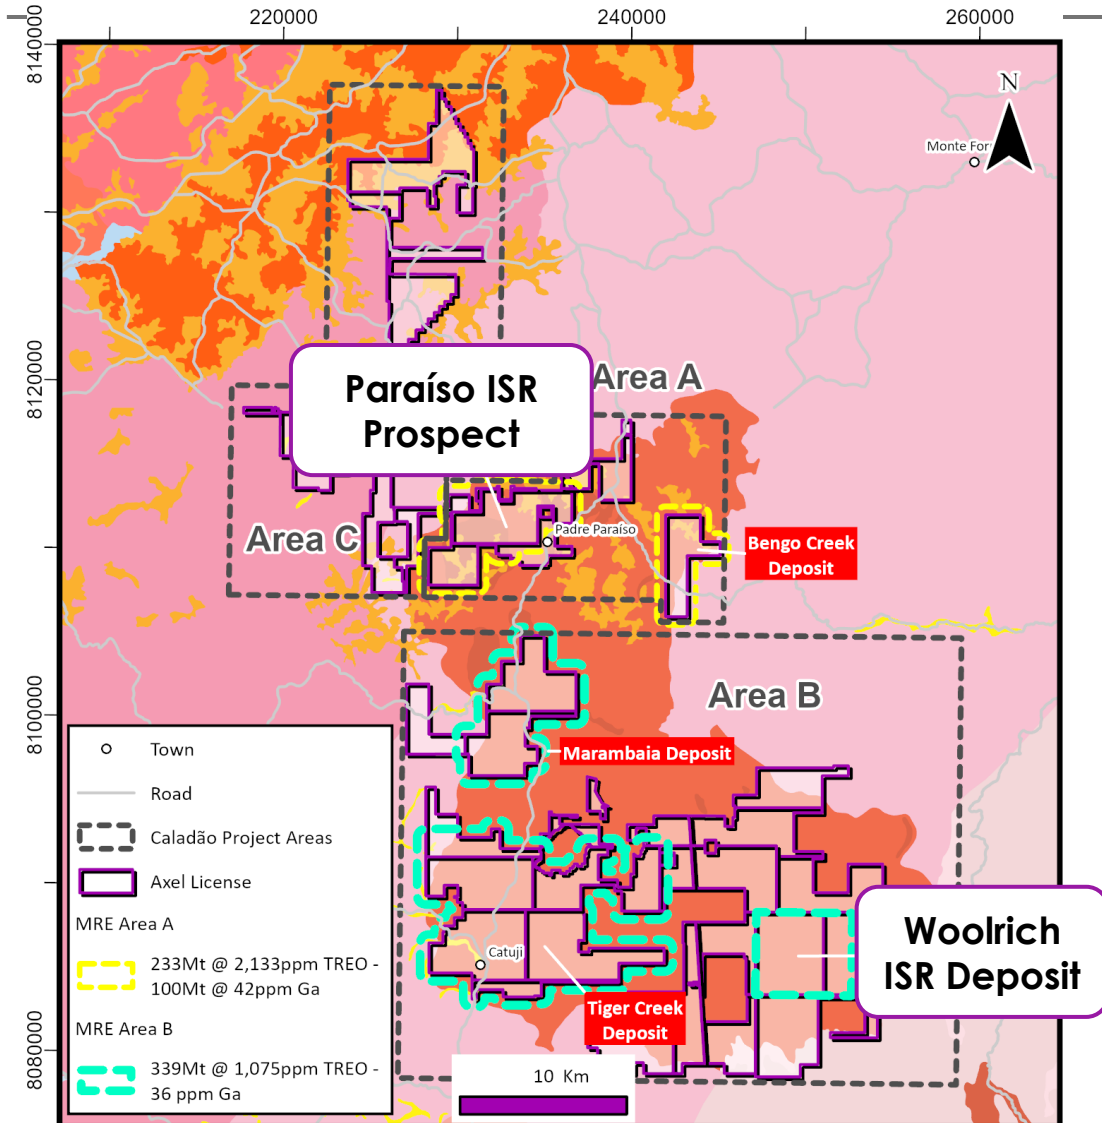 220000
240000
260000
8140000
N
Monte For
8120000
Paraíso ISR
Prospect
Area A
Area C
Padre Paraíso
Bengo Creek
Deposit
8100000
Area B
Marambaia Deposit
Town
Road
Caladão Project Areas
Axel License
MRE Area A
233Mt @ 2,133ppm TREO -
100Mt @ 42ppm Ga
MRE Area B
339Mt @ 1,075ppm TREO -
36 ppm Ga
Catuji
Woolrich
ISR Deposit
Tiger Creek
Deposit
8080000
10 Km